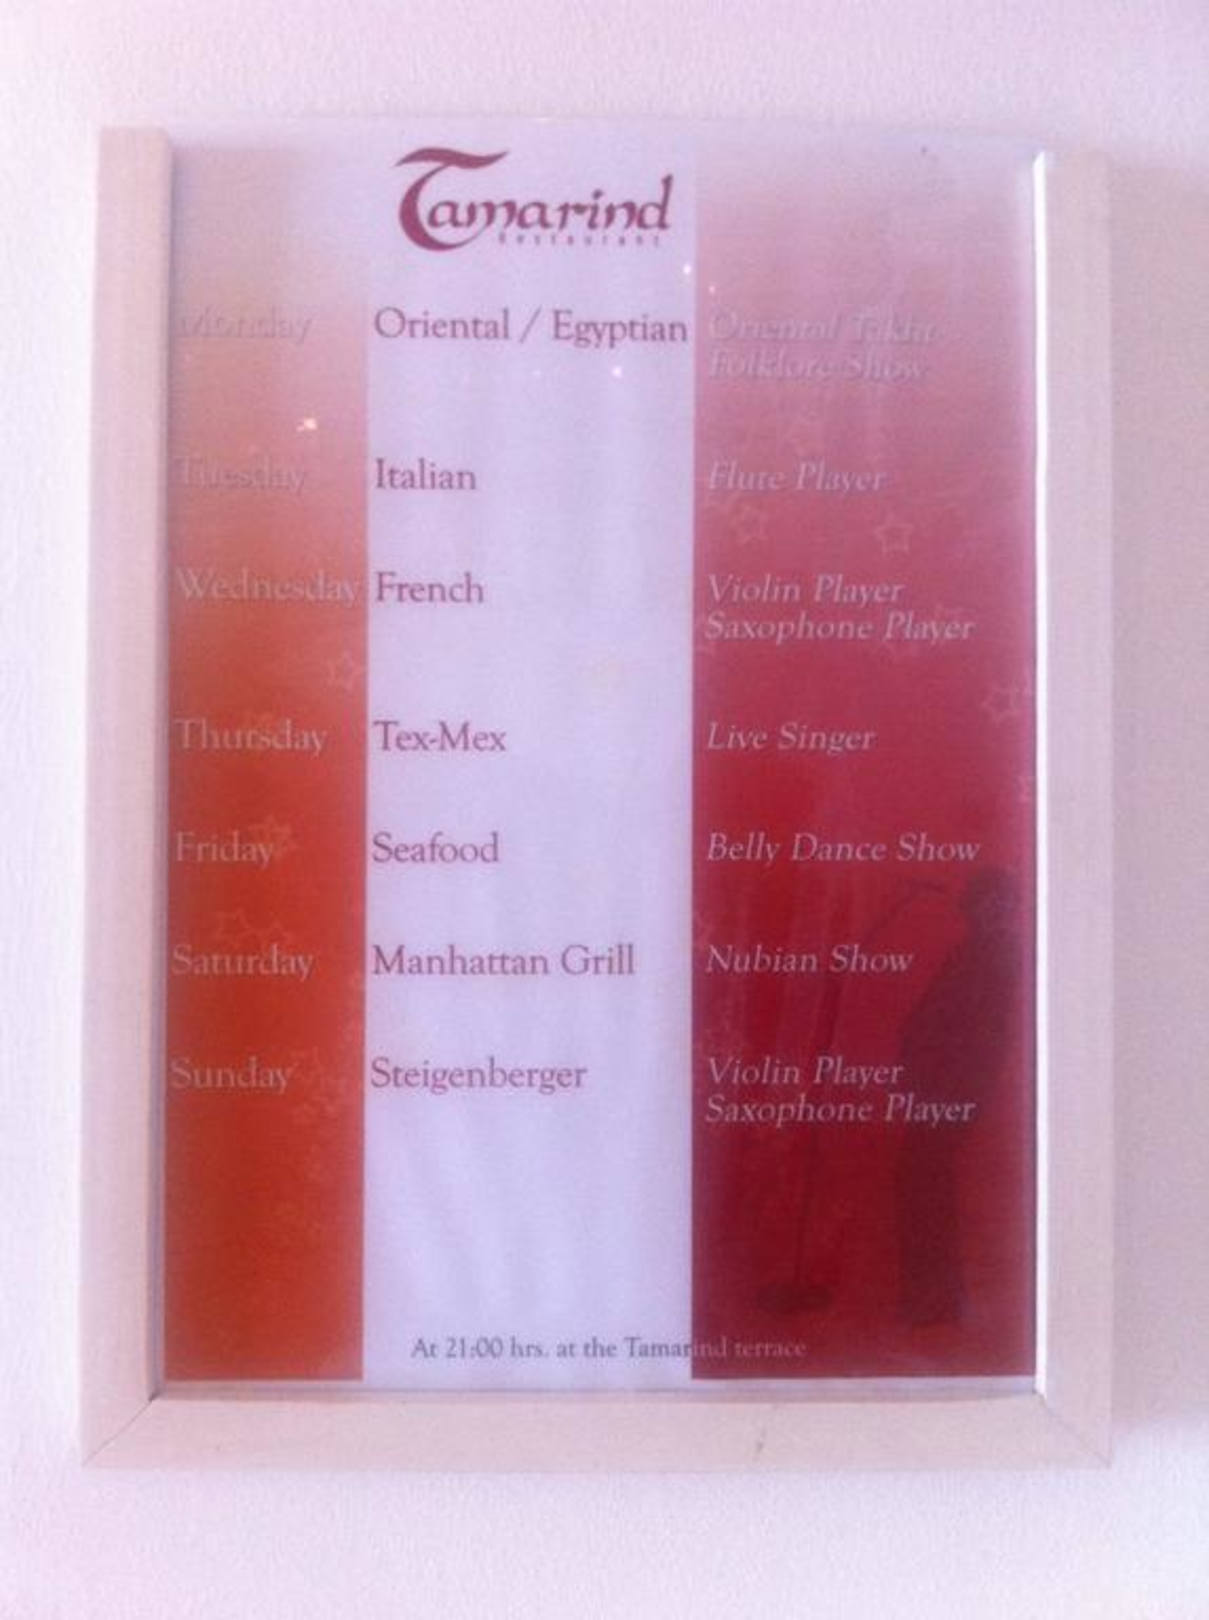 Tamarind
Restaurant
Monday Oriental / Egyptian Oriental Takht
Folklore Show
Tuesday Italian Flute Player
Wednesday French Violin Player
Saxophone Player
Thursday Tex-Mex Live Singer
Friday Seafood Belly Dance Show
Saturday Manhattan Grill Nubian Show
Sunday Steigenberger Violin Player
Saxophone Player
At 21:00 hrs. at the Tamarind terrace